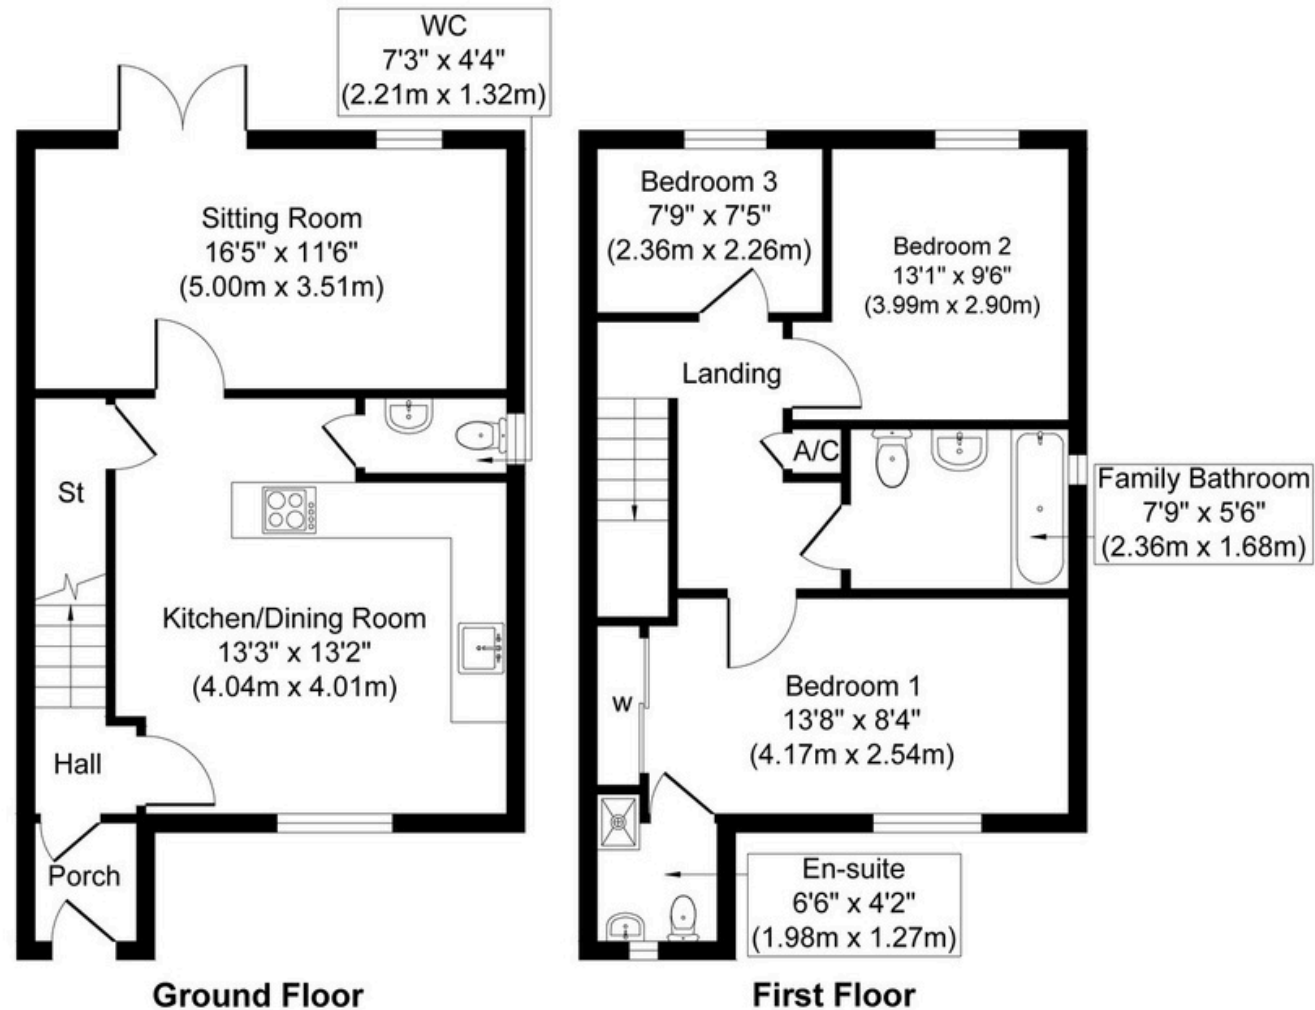 WC
7'3" x 4'4"
(2.21m x 1.32m)
Sitting Room
16'5" x 11'6"
(5.00m x 3.51m)
St
Kitchen/Dining Room
13'3" x 13'2"
(4.04m x 4.01m)
Hall
Porch
Ground Floor
Bedroom 3
7'9" x 7'5"
(2.36m x 2.26m)
Bedroom 2
13'1" x 9'6"
(3.99m x 2.90m)
Landing
A/C
Family Bathroom
7'9" x 5'6"
(2.36m x 1.68m)
w
Bedroom 1
13'8" x 8'4"
(4.17m x 2.54m)
En-suite
6'6" x 4'2"
(1.98m x 1.27m)
First Floor